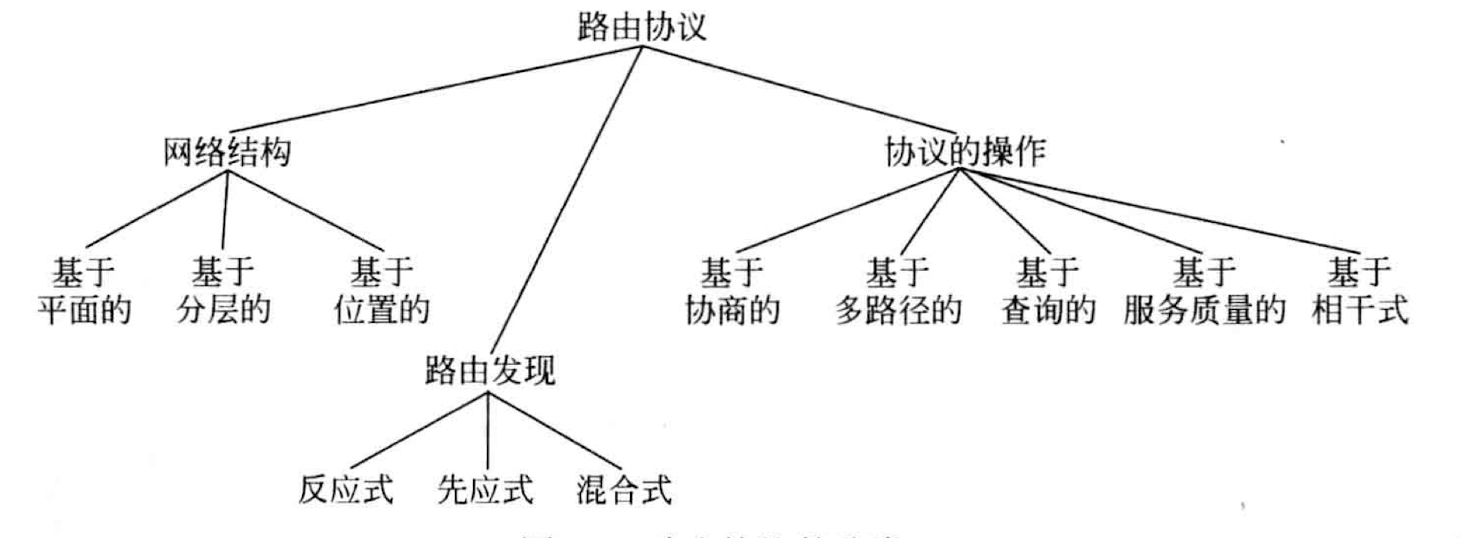 路由协议
网络结构
协议的操作
基于
平面的
基于
分层的
基于
位置的
基于
协商的
基于
多路径的
基于
查询的
基于
服务质量的
基于
相干式
路由发现
反应式
先应式
混合式